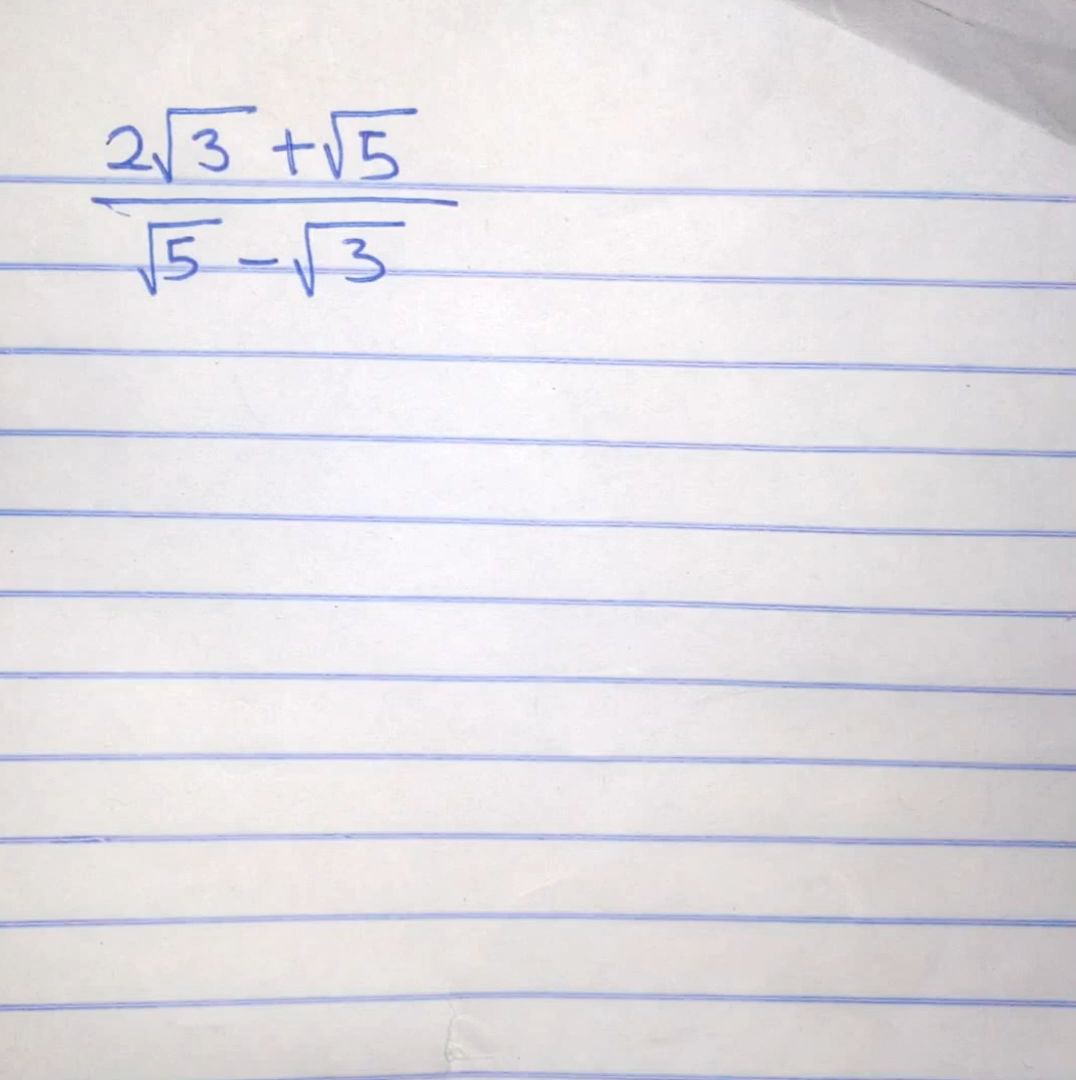 2√3 + √5
√5 - √3